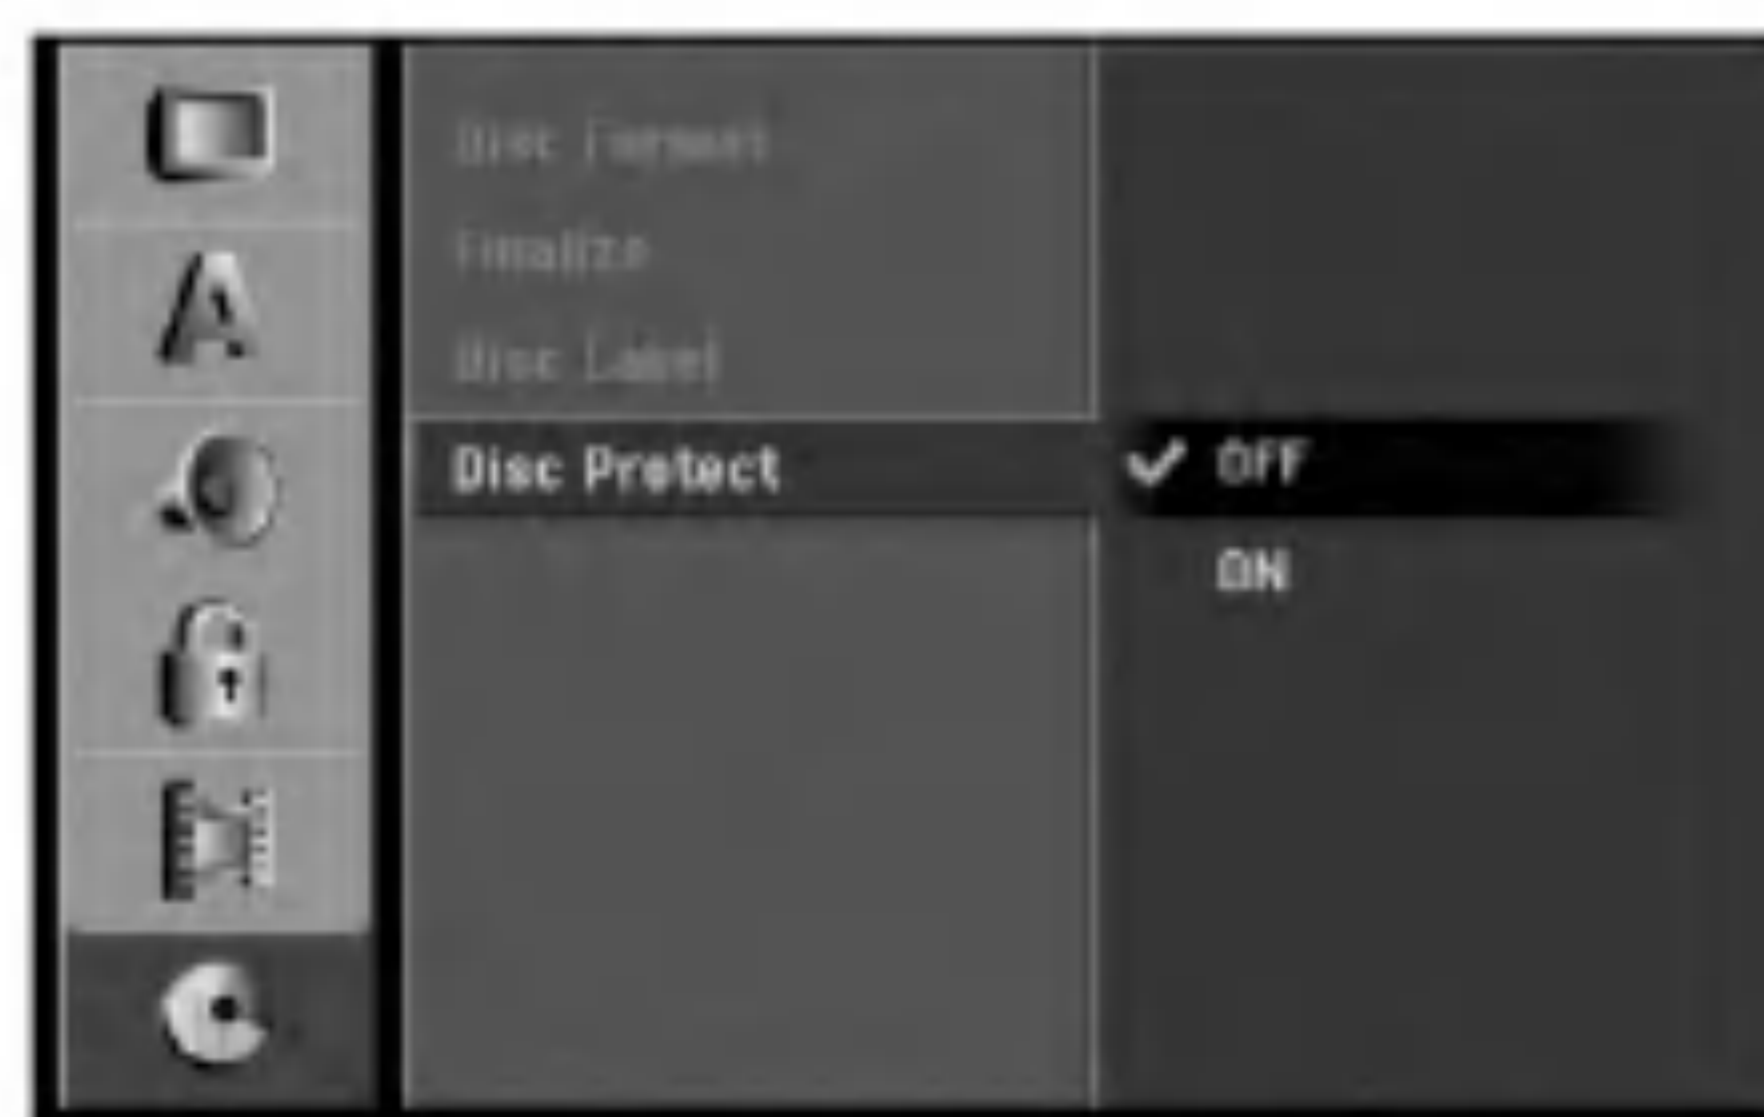 Disc Format
Finalize
Disc Label
Disc Protect
OFF
ON